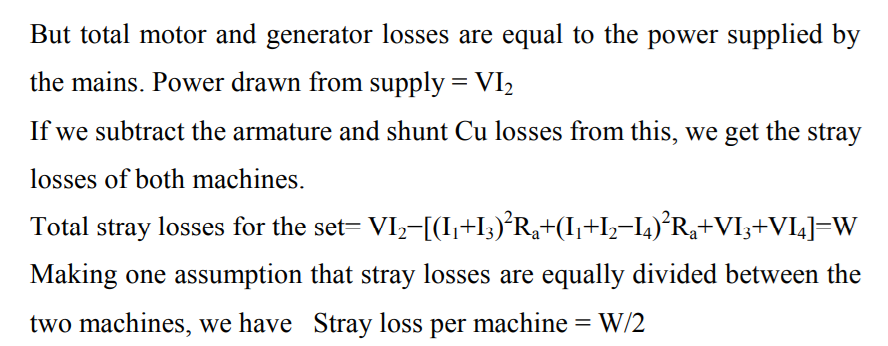 But total motor and generator losses are equal to the power supplied by
the mains. Power drawn from supply = VI₂
If we subtract the armature and shunt Cu losses from this, we get the stray
losses of both machines.
Total stray losses for the set= VI₂−[(I₁+I₃)²Rₐ+(I₁+I₂−I₄)²Rₐ+VI₃+VI₄]=W
Making one assumption that stray losses are equally divided between the
two machines, we have Stray loss per machine = W/2